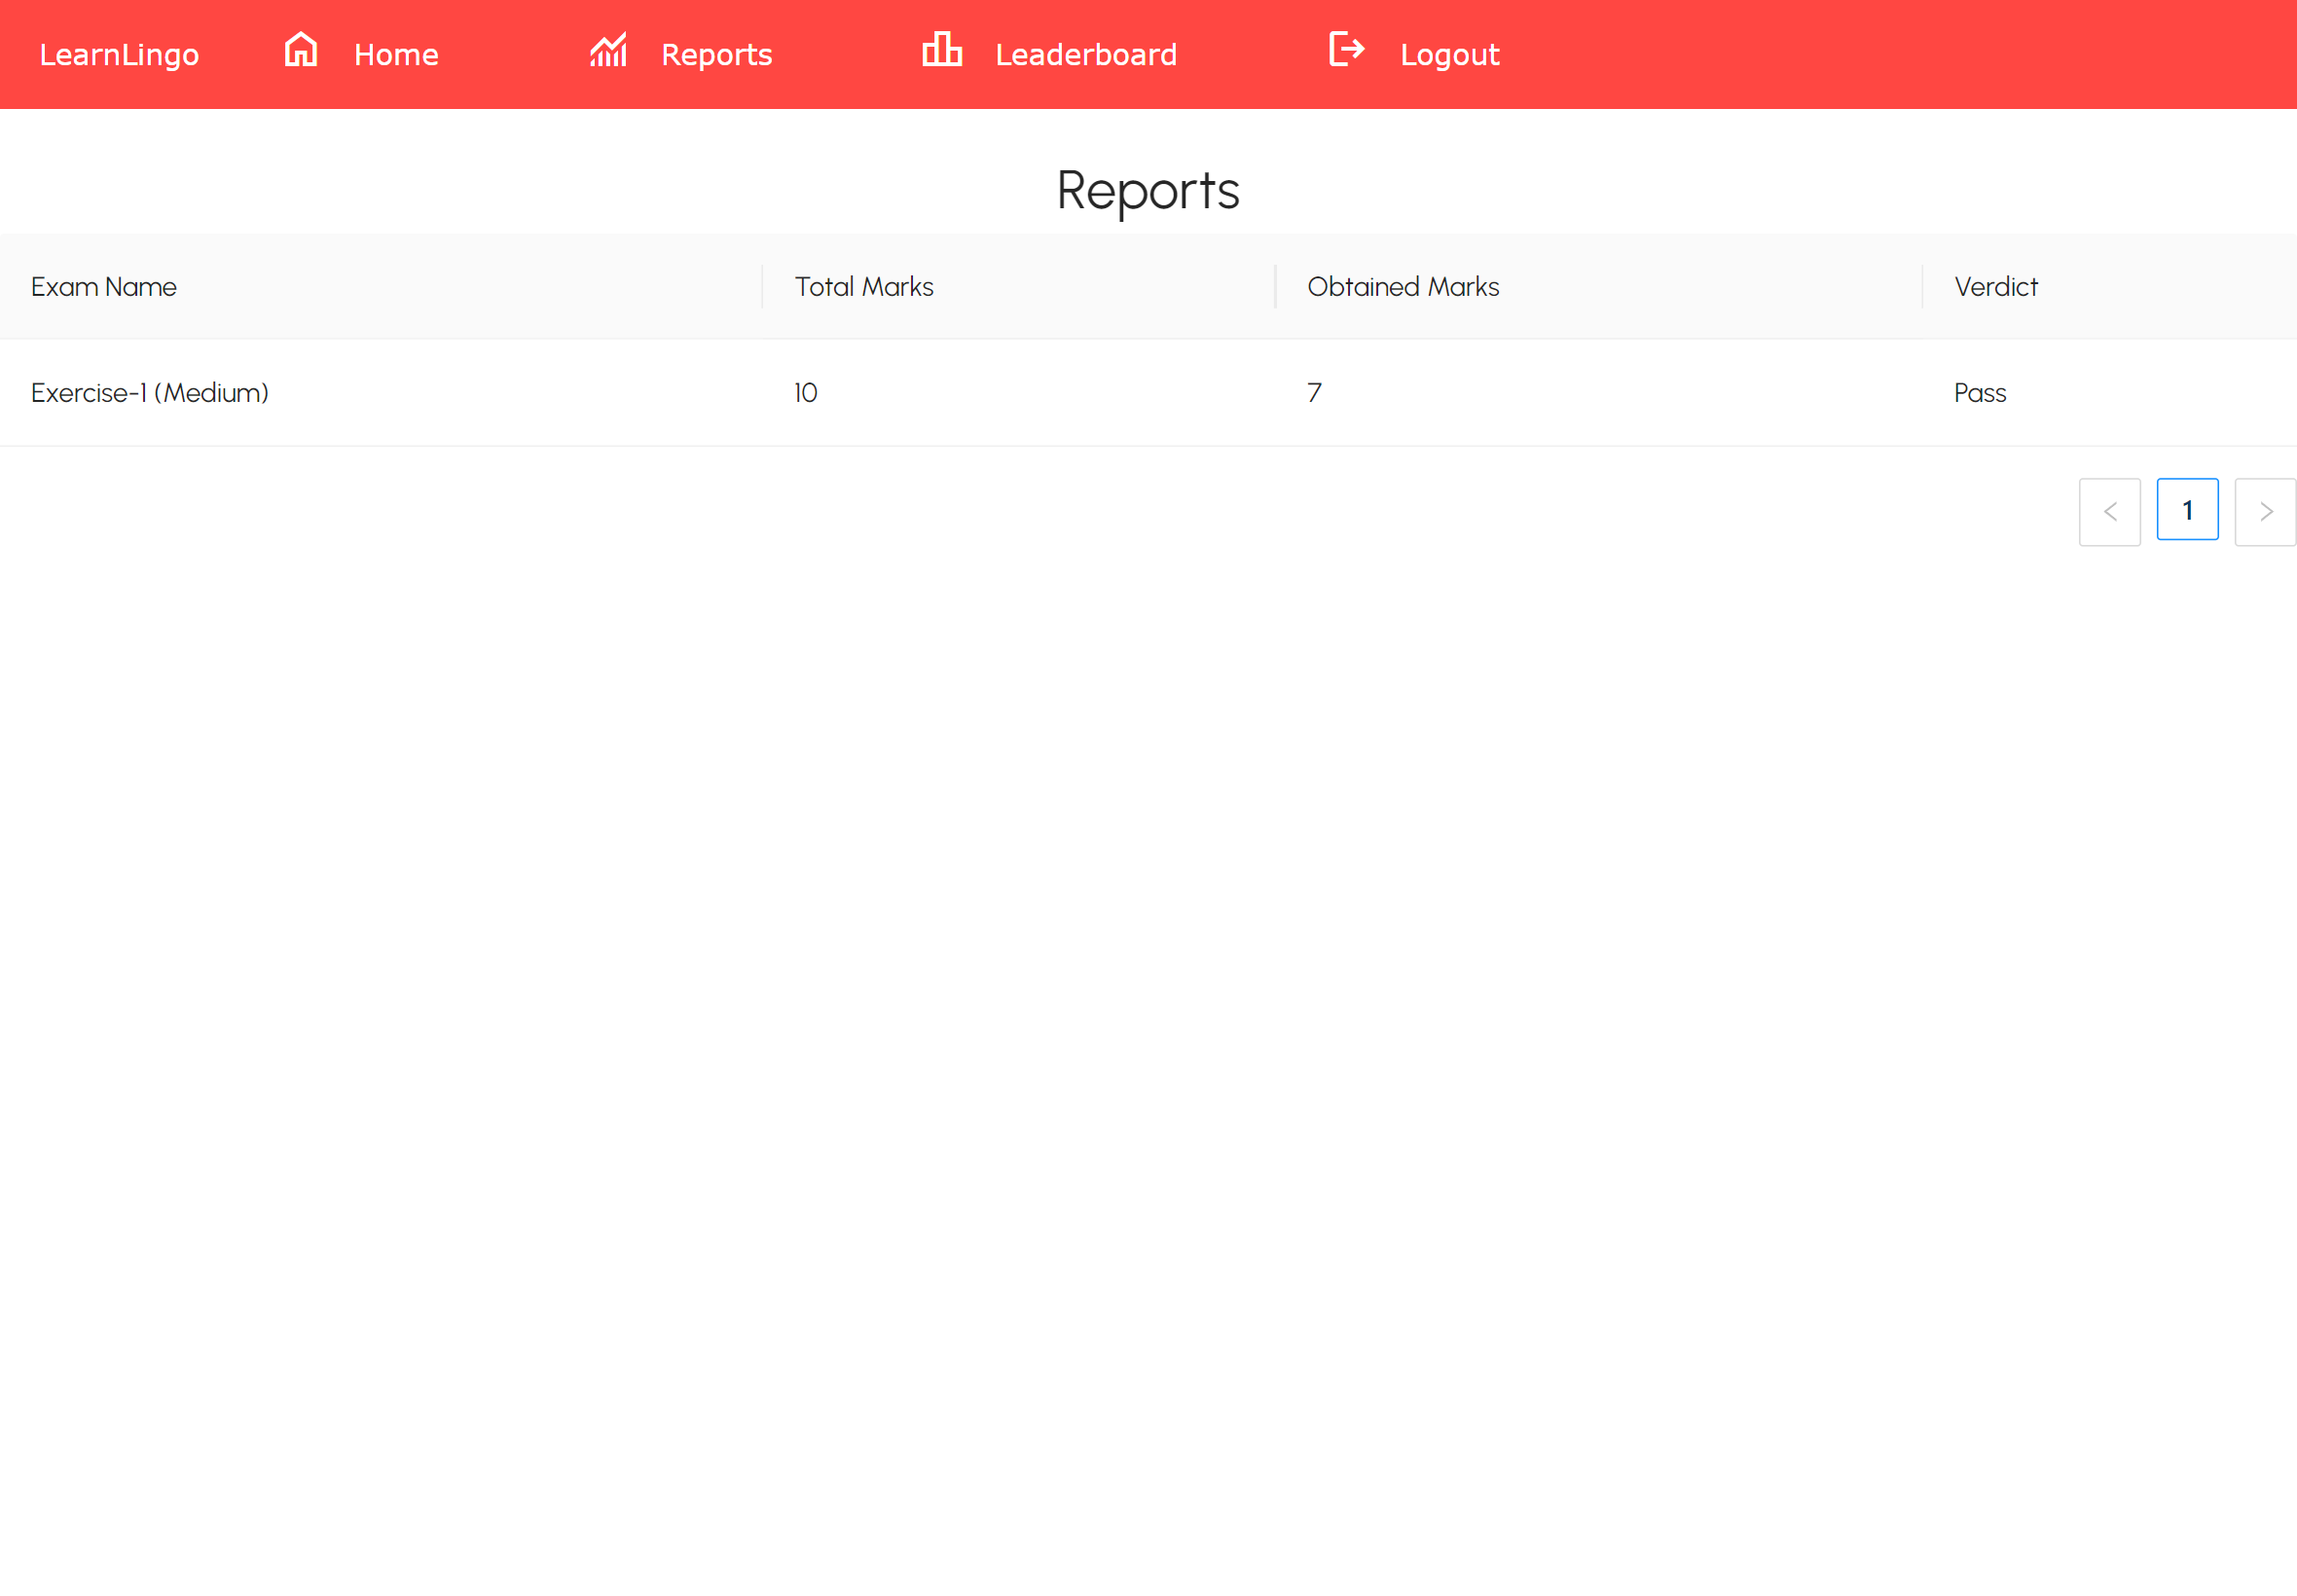 LearnLingo Home Reports Leaderboard Logout
Reports
Exam Name Total Marks Obtained Marks Verdict
Exercise-1 (Medium) 10 7 Pass
< 1 >